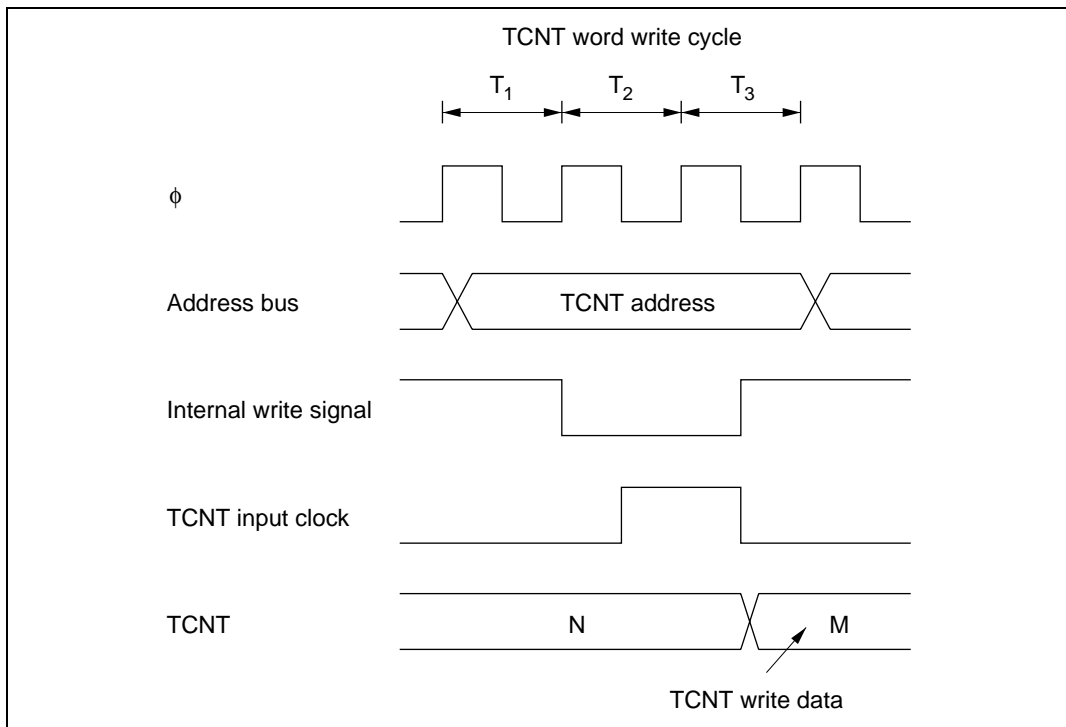 TCNT word write cycle
T1 T2 T3
ϕ
Address bus TCNT address
Internal write signal
TCNT input clock
TCNT N M
TCNT write data